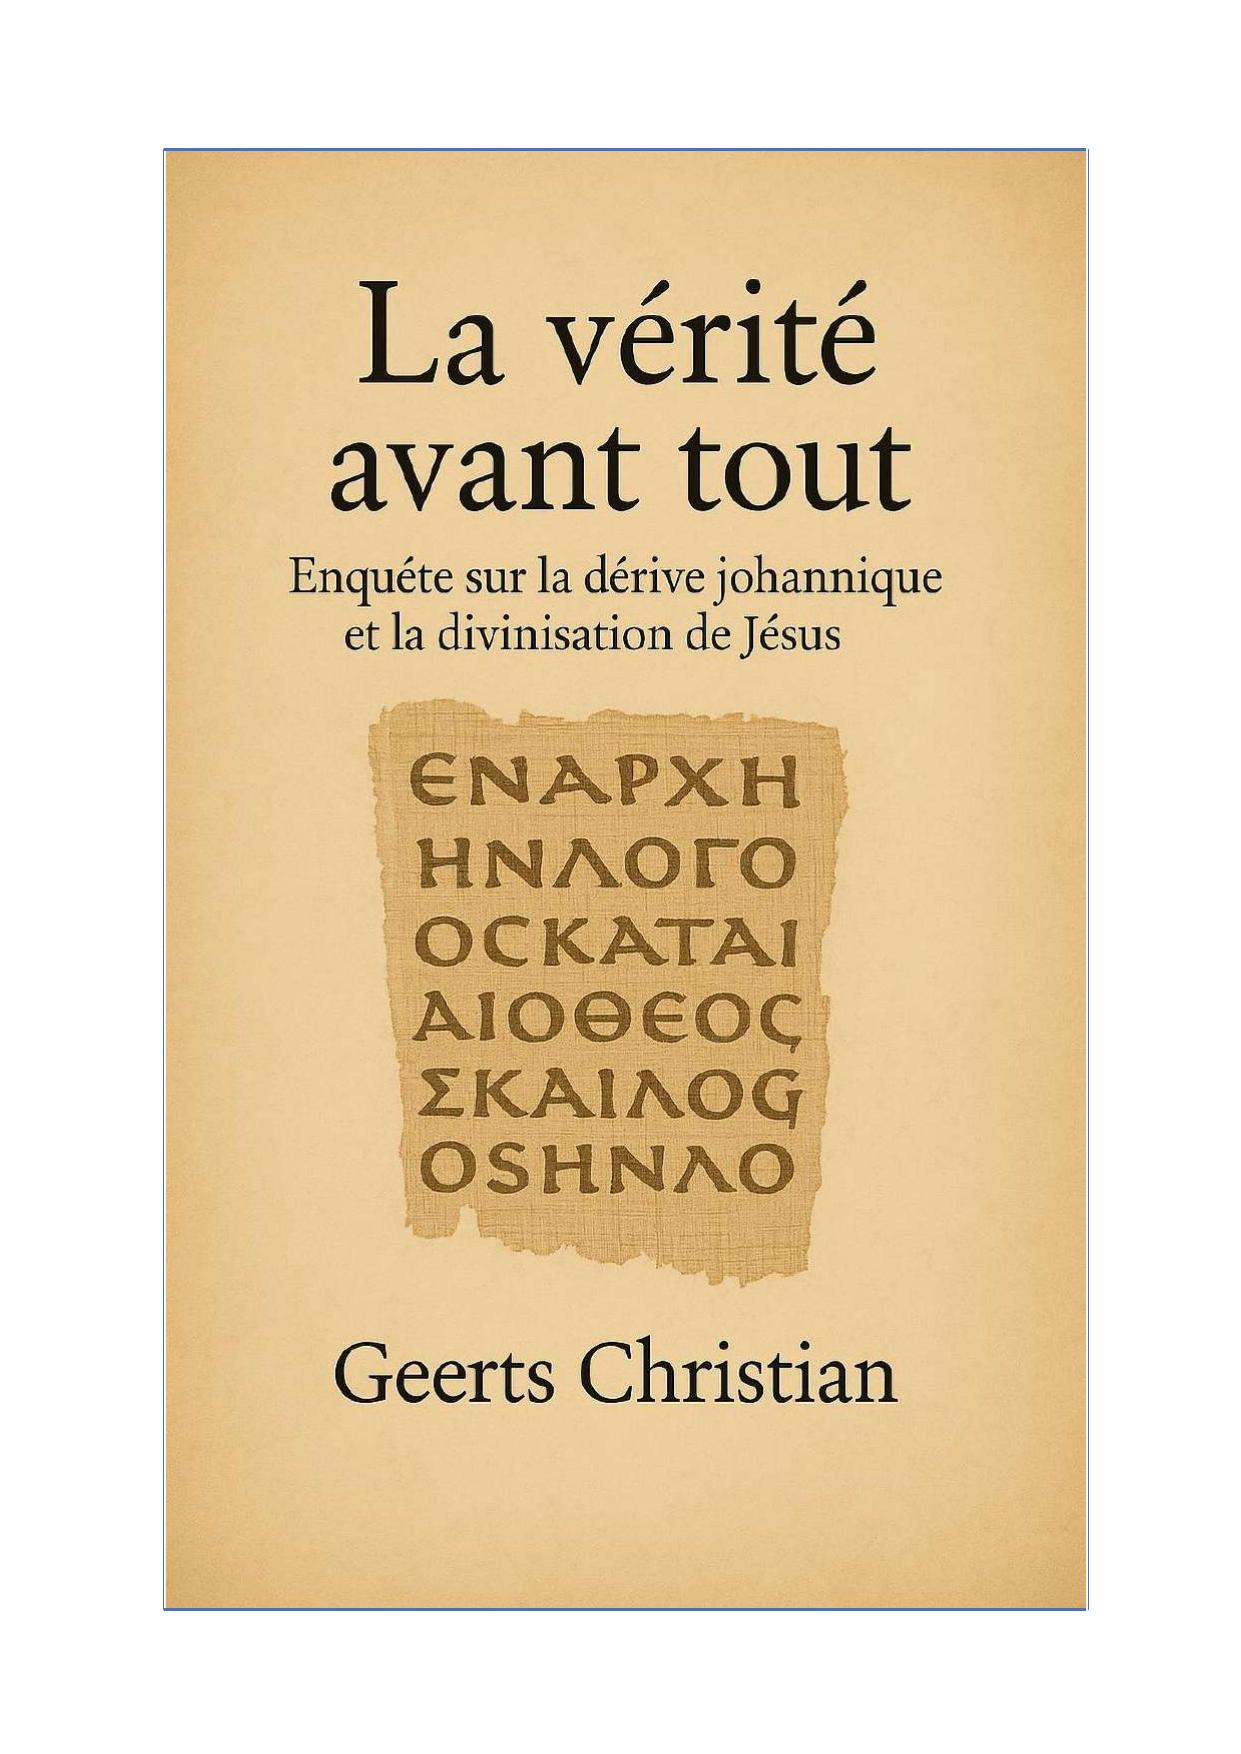 La vérité
avant tout
Enquéte sur la dérive johannique
et la divinisation de Jésus
ЄΝΑΡΧΗ
ΗΝΛΟΓΟ
ΟϹΚΑΤΑΙ
ΑΙΟΘЄΟϚ
ΣΚΑΙΛΟG
ΟSΗΝΛΟ
Geerts Christian